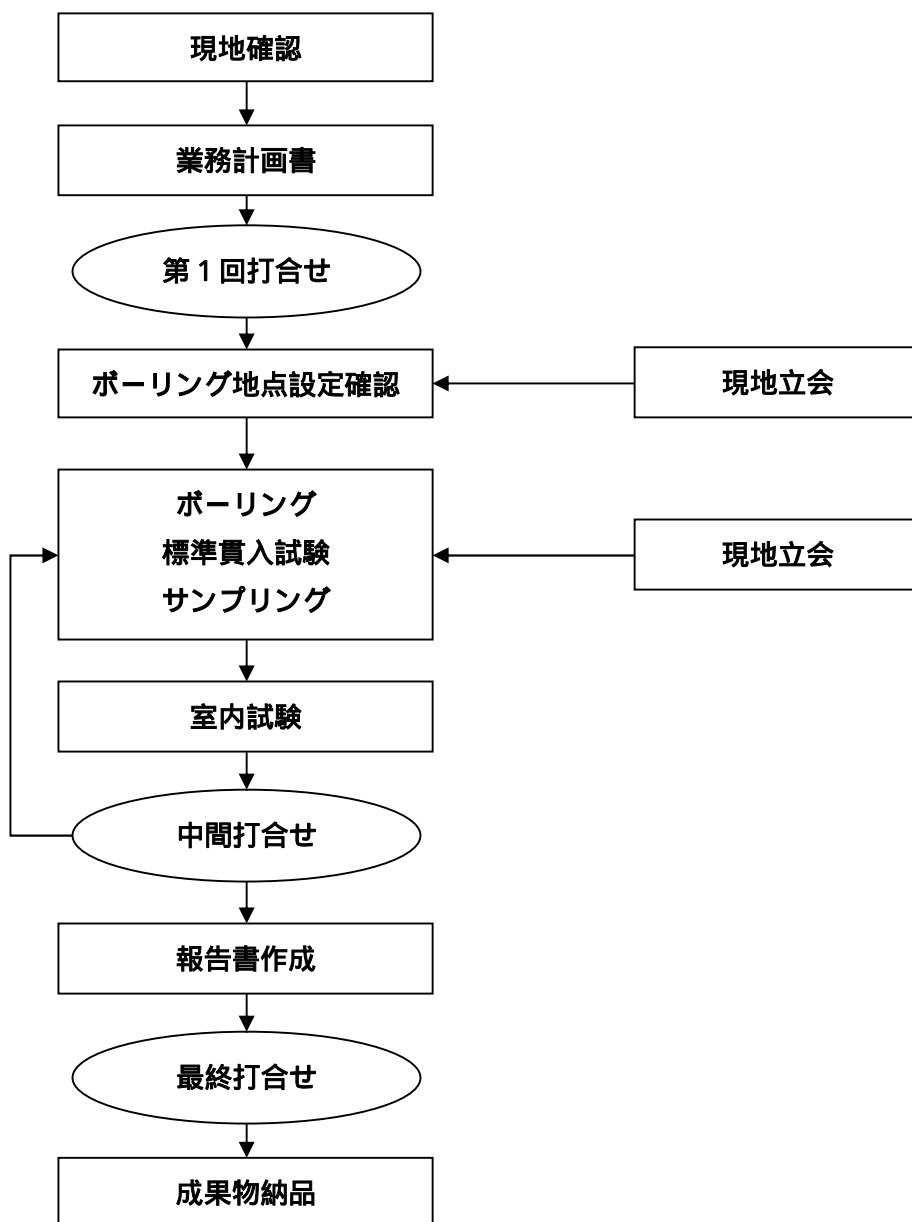 現地確認
業務計画書
第1回打合せ
ボーリング地点設定確認
現地立会
ボーリング
標準貫入試験
サンプリング
現地立会
室内試験
中間打合せ
報告書作成
最終打合せ
成果物納品